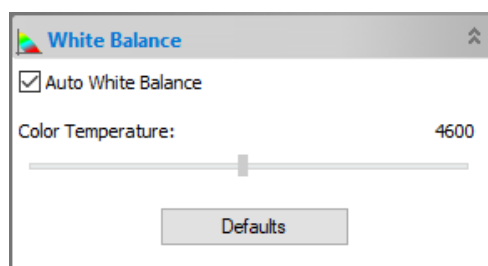 White Balance
Auto White Balance
Color Temperature: 4600
Defaults